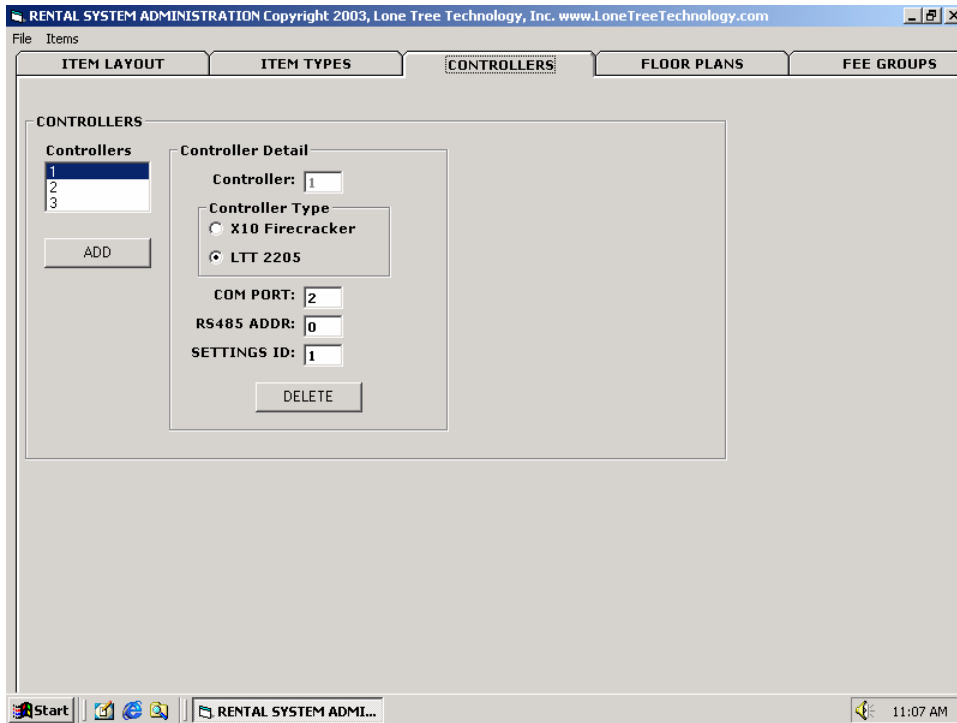 RENTAL SYSTEM ADMINISTRATION Copyright 2003, Lone Tree Technology, Inc. www.LoneTreeTechnology.com
File Items
ITEM LAYOUT ITEM TYPES CONTROLLERS FLOOR PLANS FEE GROUPS
CONTROLLERS
Controllers
1
2
3
ADD
Controller Detail
Controller: 1
Controller Type
X10 Firecracker
LTT 2205
COM PORT: 2
RS485 ADDR: 0
SETTINGS ID: 1
DELETE
Start RENTAL SYSTEM ADMI... 11:07 AM